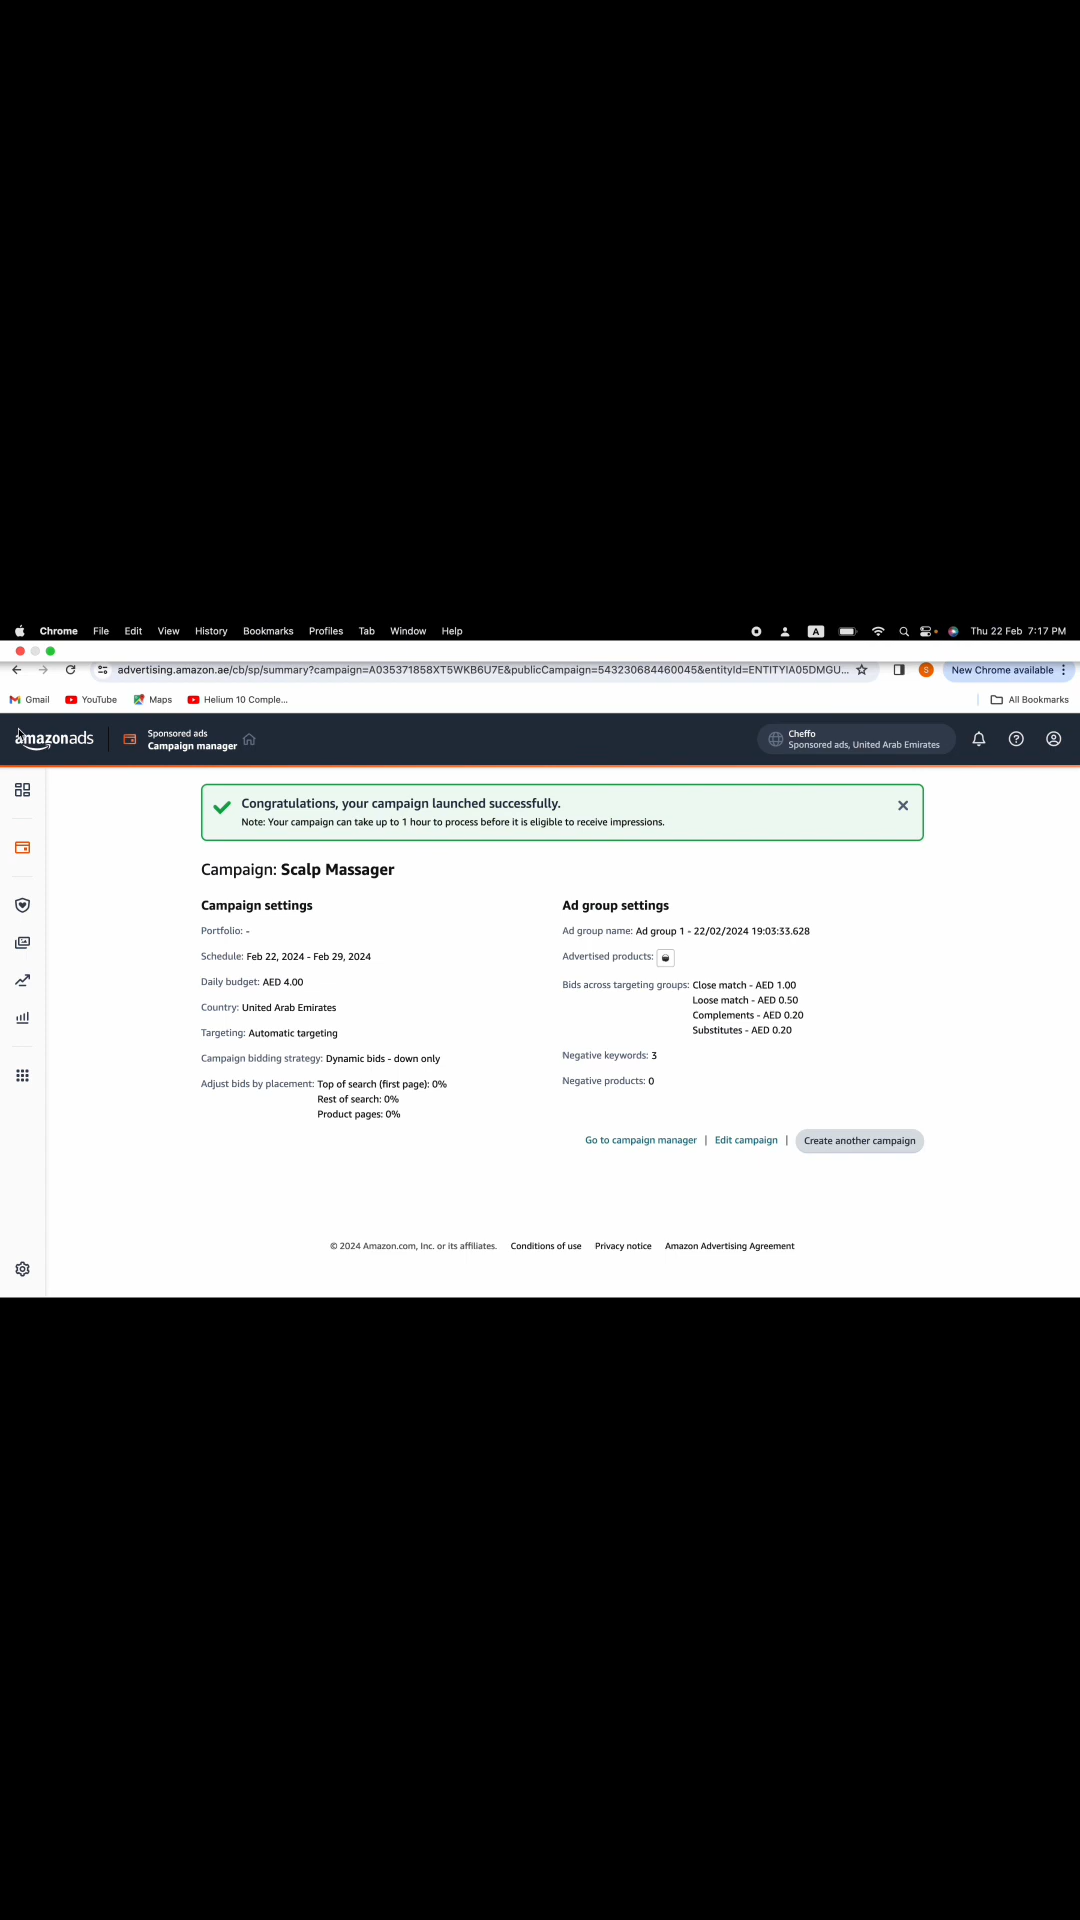 Chrome File Edit View History Bookmarks Profiles Tab Window Help A Thu 22 Feb 7:17 PM
advertising.amazon.ae/cb/sp/summary?campaign=A035371858XT5WKB6U7E&publicCampaign=543230684460045&entityId=ENTITYIA05DMGU... S New Chrome available
Gmail YouTube Maps Helium 10 Comple... All Bookmarks
amazonads
Sponsored ads
Campaign manager
Cheffo
Sponsored ads, United Arab Emirates
Congratulations, your campaign launched successfully.
Note: Your campaign can take up to 1 hour to process before it is eligible to receive impressions.
Campaign: Scalp Massager
Campaign settings
Portfolio: -
Schedule: Feb 22, 2024 - Feb 29, 2024
Daily budget: AED 4.00
Country: United Arab Emirates
Targeting: Automatic targeting
Campaign bidding strategy: Dynamic bids - down only
Adjust bids by placement: Top of search (first page): 0%
Rest of search: 0%
Product pages: 0%
Ad group settings
Ad group name: Ad group 1 - 22/02/2024 19:03:33.628
Advertised products:
Bids across targeting groups: Close match - AED 1.00
Loose match - AED 0.50
Complements - AED 0.20
Substitutes - AED 0.20
Negative keywords: 3
Negative products: 0
Go to campaign manager | Edit campaign | Create another campaign
© 2024 Amazon.com, Inc. or its affiliates. Conditions of use Privacy notice Amazon Advertising Agreement